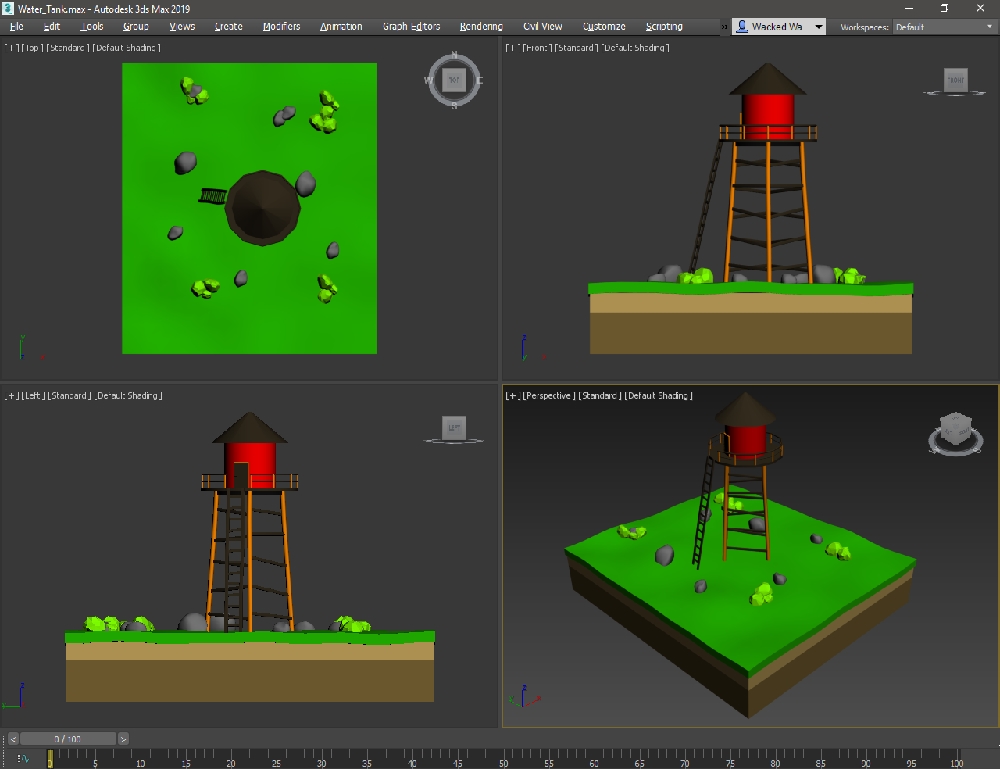 Water_Tank.max - Autodesk 3ds Max 2019
File Edit Tools Group Views Create Modifiers Animation Graph Editors Rendering Civil View Customize Scripting » Wacked Wa Workspaces: Default
[+] [Top] [Standard] [Default Shading]
[+] [Front] [Standard] [Default Shading]
N
W TOP E
S
FRONT
[+] [Left] [Standard] [Default Shading]
[+] [Perspective] [Standard] [Default Shading]
LEFT
< 0 / 100 >
0 5 10 15 20 25 30 35 40 45 50 55 60 65 70 75 80 85 90 95 100